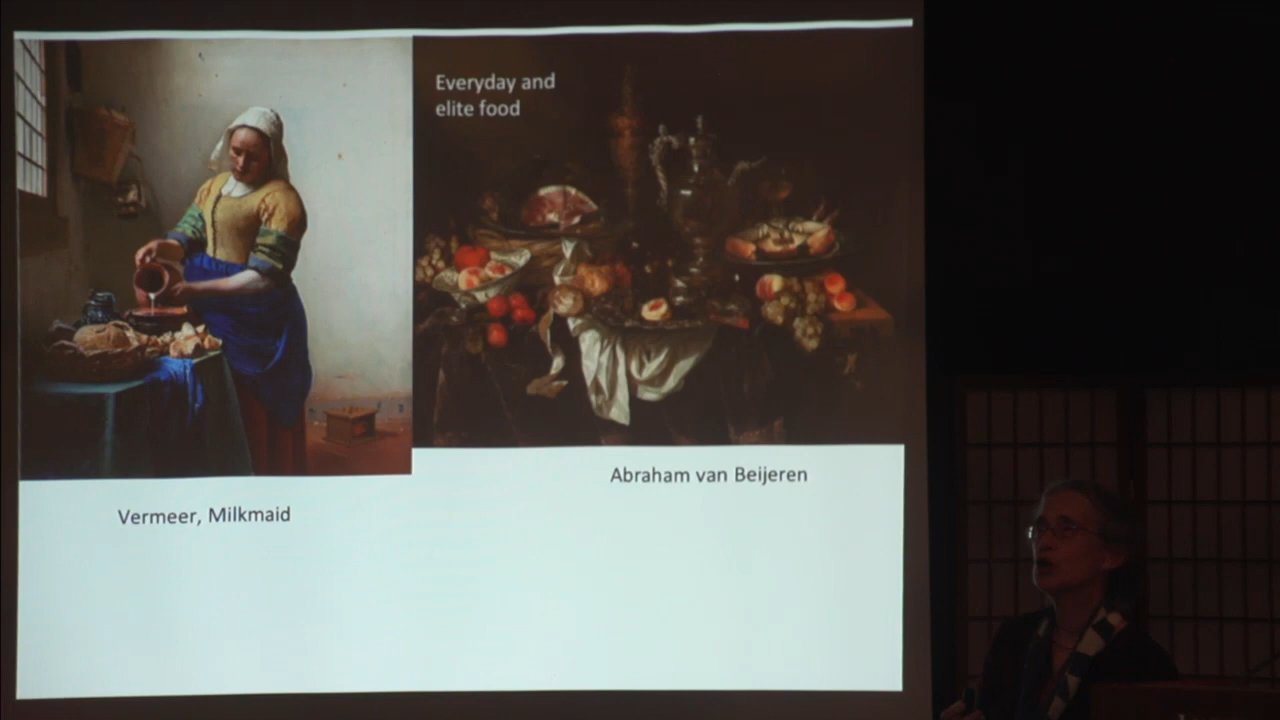 Everyday and
elite food
Abraham van Beijeren
Vermeer, Milkmaid